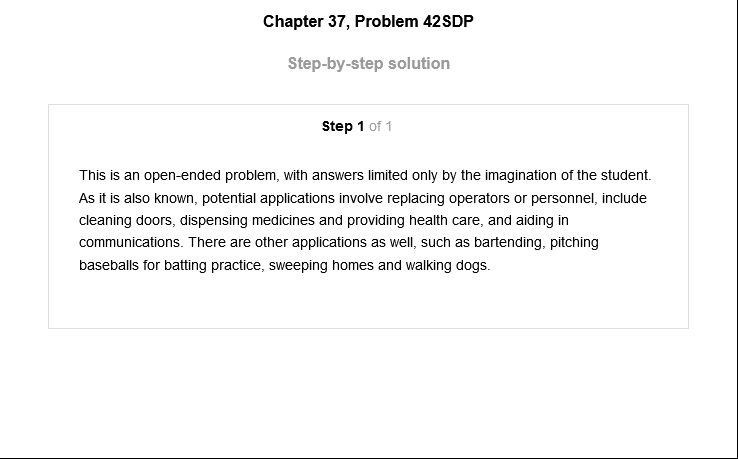 Chapter 37, Problem 42SDP
Step-by-step solution
Step 1 of 1
This is an open-ended problem, with answers limited only by the imagination of the student.
As it is also known, potential applications involve replacing operators or personnel, include
cleaning doors, dispensing medicines and providing health care, and aiding in
communications. There are other applications as well, such as bartending, pitching
baseballs for batting practice, sweeping homes and walking dogs.